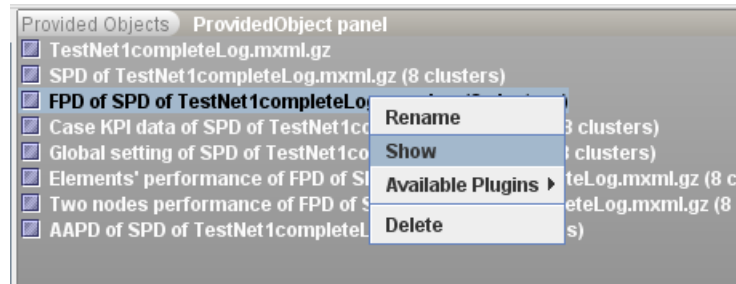 Provided Objects ProvidedObject panel
TestNet1completeLog.mxml.gz
SPD of TestNet1completeLog.mxml.gz (8 clusters)
FPD of SPD of TestNet1completeLog
Case KPI data of SPD of TestNet1co clusters)
Global setting of SPD of TestNet1co clusters)
Elements' performance of FPD of S teLog.mxml.gz (8 c
Two nodes performance of FPD of eteLog.mxml.gz (8
AAPD of SPD of TestNet1completeL s)
Rename
Show
Available Plugins
Delete